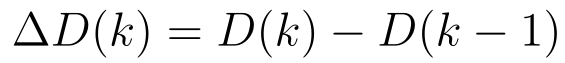 ΔD(k) = D(k) − D(k − 1)